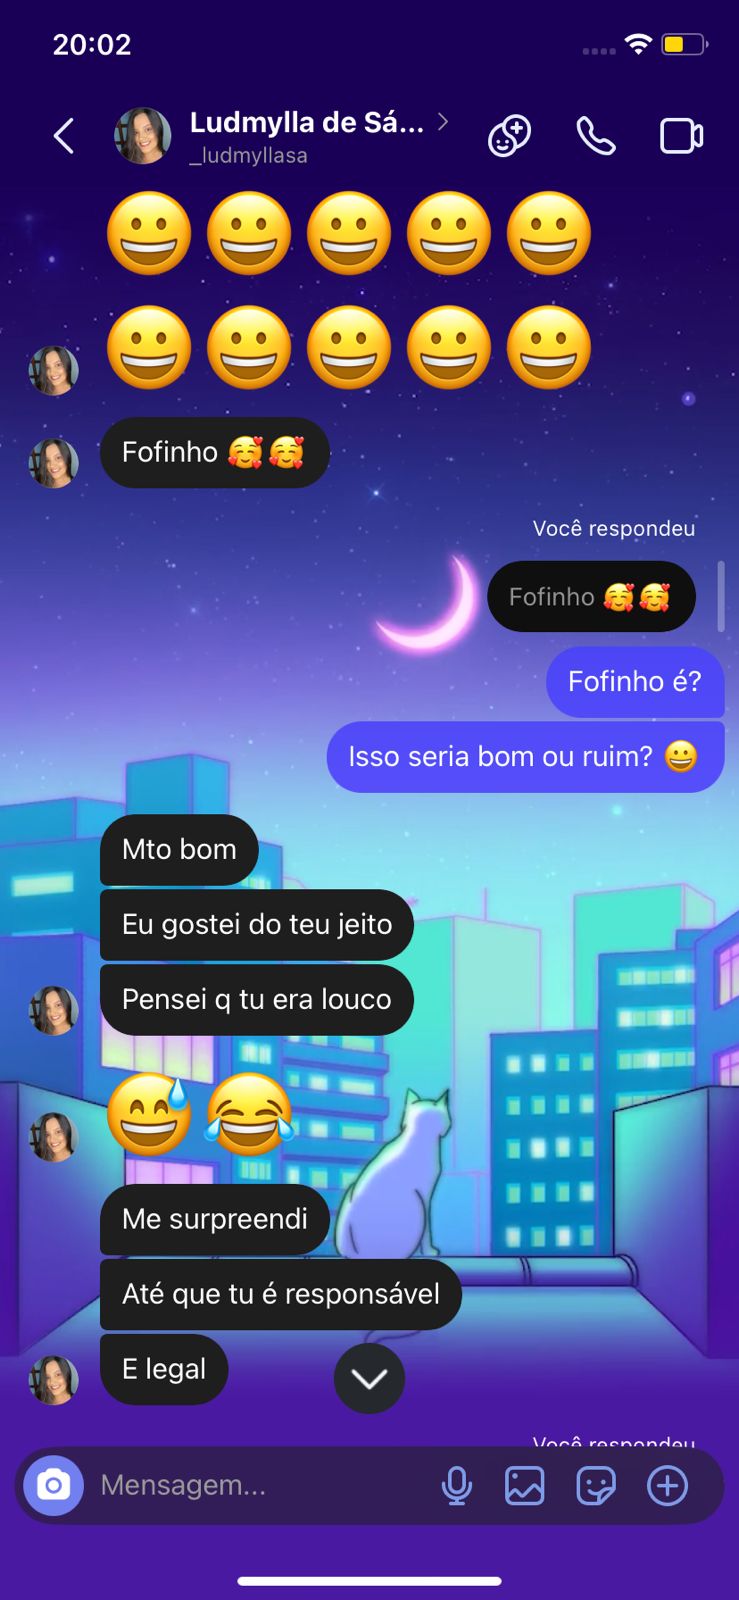 20:02
Ludmylla de Sá...
_ludmyllasa
Fofinho 🥰🥰
Você respondeu
Fofinho 🥰🥰
Fofinho é?
Isso seria bom ou ruim? 😀
Mto bom
Eu gostei do teu jeito
Pensei q tu era louco
Me surpreendi
Até que tu é responsável
E legal
Você respondeu
Mensagem...